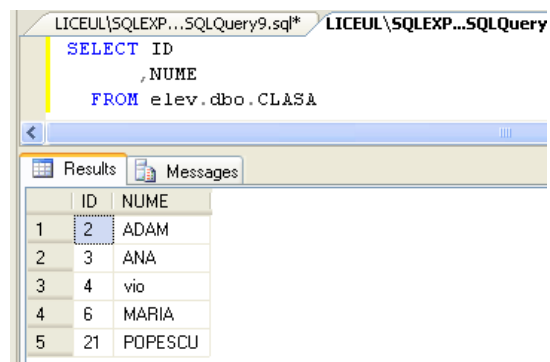 LICEUL\SQLEXP...SQLQuery9.sql* LICEUL\SQLEXP...SQLQuery
SELECT ID
,NUME
FROM elev.dbo.CLASA
Results Messages
ID NUME
1 2 ADAM
2 3 ANA
3 4 vio
4 6 MARIA
5 21 POPESCU